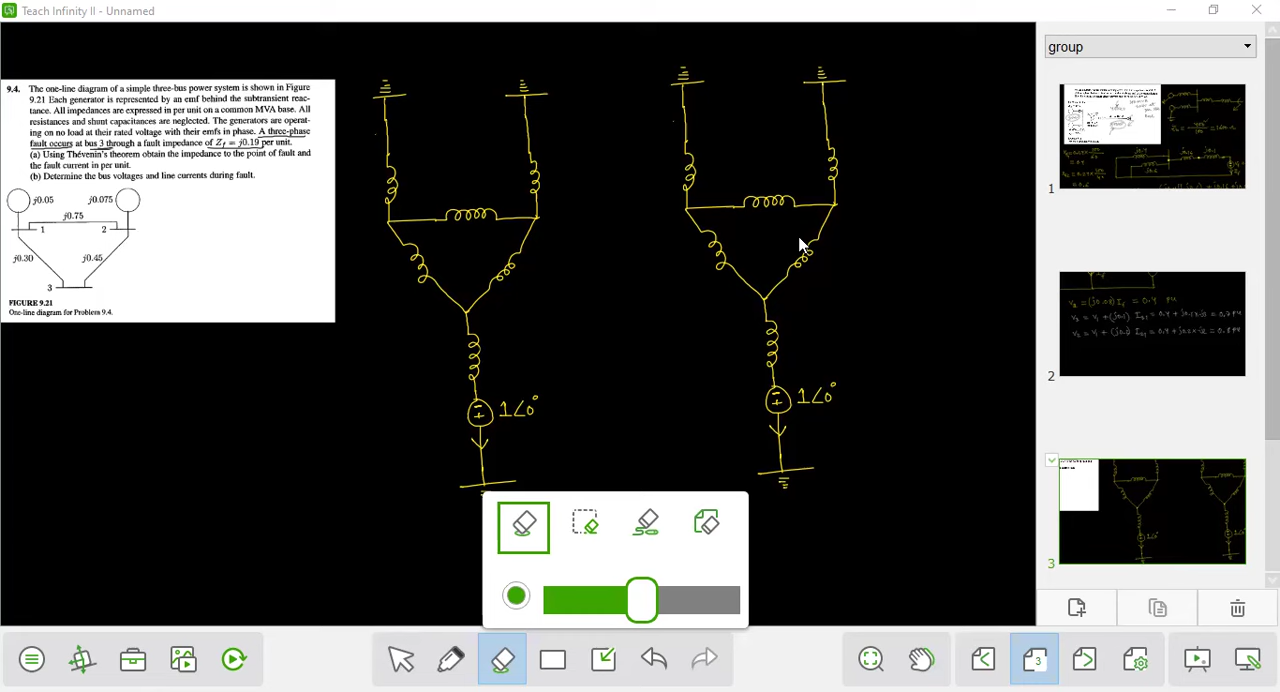 Teach Infinity II - Unnamed
9.4. The one-line diagram of a simple three-bus power system is shown in Figure
9.21 Each generator is represented by an emf behind the subtransient reac-
tance. All impedances are expressed in per unit on a common MVA base. All
resistances and shunt capacitances are neglected. The generators are operat-
ing on no load at their rated voltage with their emfs in phase. A three-phase
fault occurs at bus 3 through a fault impedance of Zf = j0.19 per unit.
(a) Using Thévenin's theorem obtain the impedance to the point of fault and
the fault current in per unit.
(b) Determine the bus voltages and line currents during fault.
j0.05 j0.075
j0.75
1 2
j0.30 j0.45
3
FIGURE 9.21
One-line diagram for Problem 9.4.
1∠0°
1∠0°
group
1
2
3
3